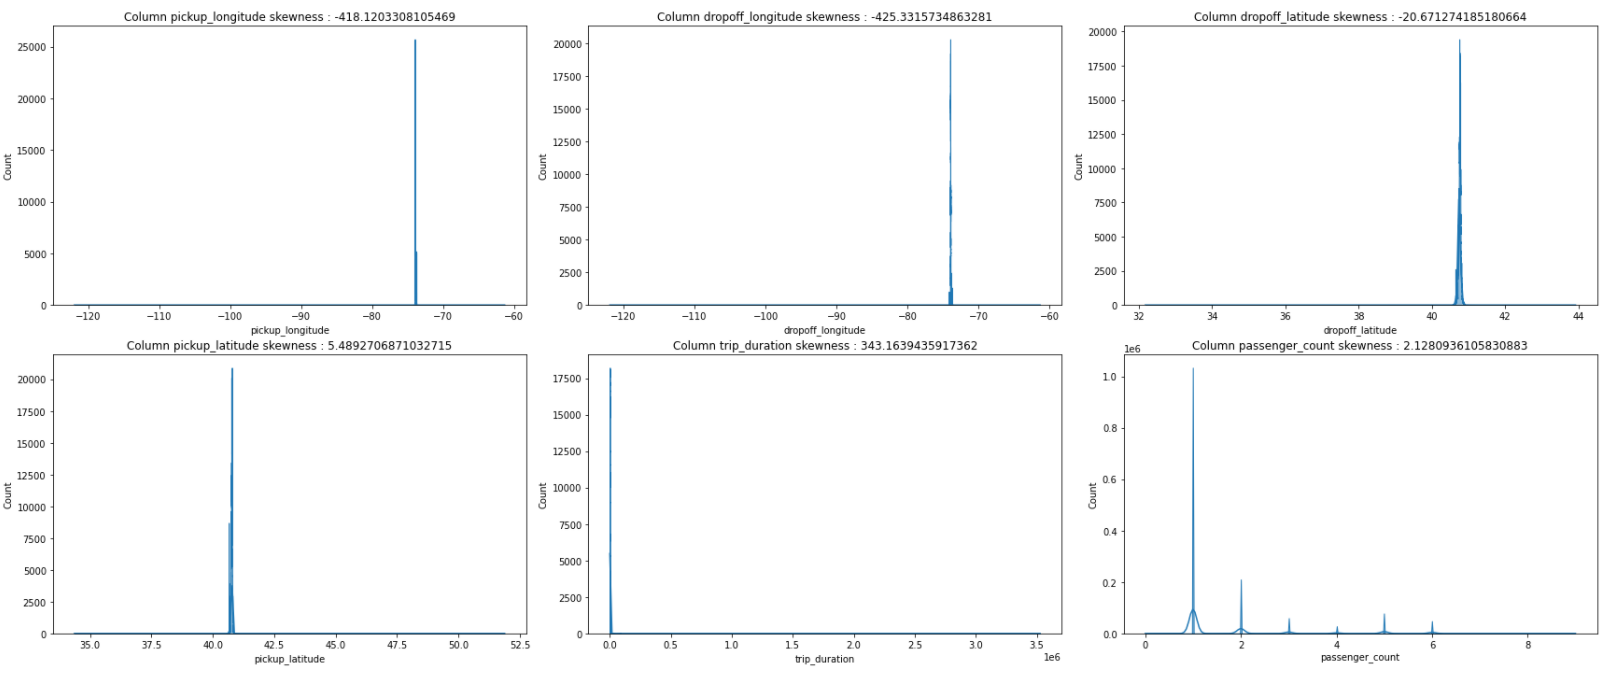 Column pickup_longitude skewness : -418.1203308105469
25000
20000
15000
10000
5000
0
Count
−120 −110 −100 −90 −80 −70 −60
pickup_longitude
Column dropoff_longitude skewness : -425.3315734863281
20000
17500
15000
12500
10000
7500
5000
2500
0
Count
−120 −110 −100 −90 −80 −70 −60
dropoff_longitude
Column dropoff_latitude skewness : -20.671274185180664
20000
17500
15000
12500
10000
7500
5000
2500
0
Count
32 34 36 38 40 42 44
dropoff_latitude
Column pickup_latitude skewness : 5.4892706871032715
20000
17500
15000
12500
10000
7500
5000
2500
0
Count
35.0 37.5 40.0 42.5 45.0 47.5 50.0 52.5
pickup_latitude
Column trip_duration skewness : 343.1639435917362
17500
15000
12500
10000
7500
5000
2500
0
Count
0.0 0.5 1.0 1.5 2.0 2.5 3.0 3.5
1e6
trip_duration
Column passenger_count skewness : 2.1280936105830883
1e6
1.0
0.8
0.6
0.4
0.2
0.0
Count
0 2 4 6 8
passenger_count